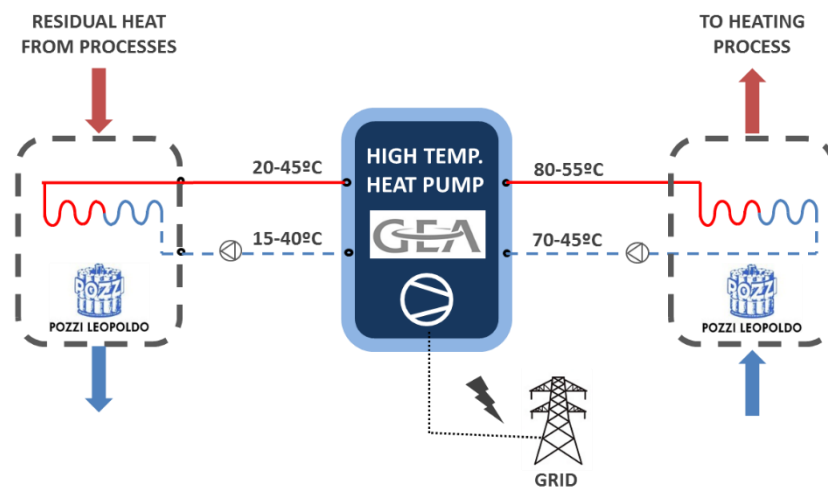 RESIDUAL HEAT
FROM PROCESSES
TO HEATING
PROCESS
HIGH TEMP.
HEAT PUMP
GEA
20-45ºC
15-40ºC
80-55ºC
70-45ºC
POZZI
POZZI LEOPOLDO
POZZI
POZZI LEOPOLDO
GRID